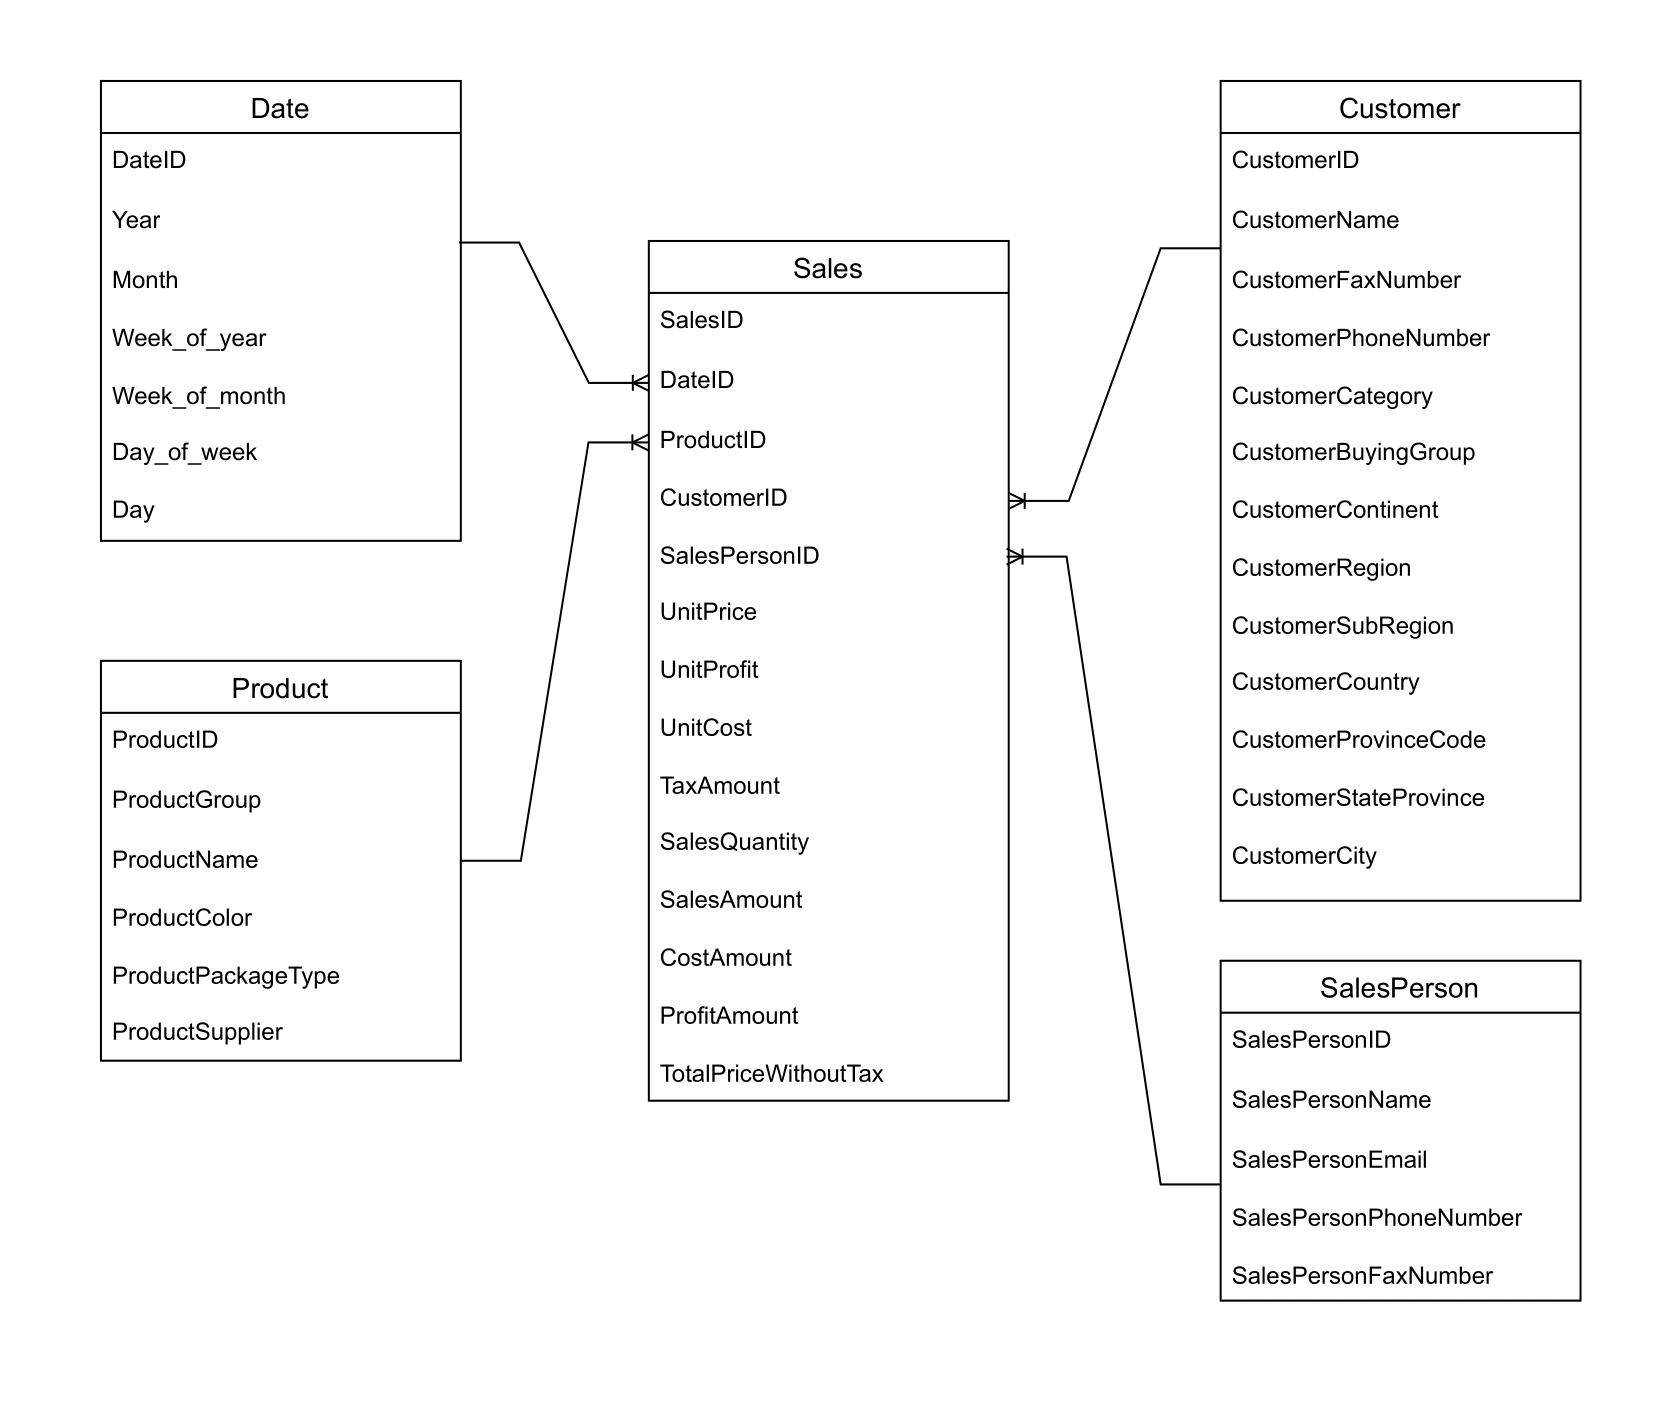 Date
DateID
Year
Month
Week_of_year
Week_of_month
Day_of_week
Day
Product
ProductID
ProductGroup
ProductName
ProductColor
ProductPackageType
ProductSupplier
Sales
SalesID
DateID
ProductID
CustomerID
SalesPersonID
UnitPrice
UnitProfit
UnitCost
TaxAmount
SalesQuantity
SalesAmount
CostAmount
ProfitAmount
TotalPriceWithoutTax
Customer
CustomerID
CustomerName
CustomerFaxNumber
CustomerPhoneNumber
CustomerCategory
CustomerBuyingGroup
CustomerContinent
CustomerRegion
CustomerSubRegion
CustomerCountry
CustomerProvinceCode
CustomerStateProvince
CustomerCity
SalesPerson
SalesPersonID
SalesPersonName
SalesPersonEmail
SalesPersonPhoneNumber
SalesPersonFaxNumber